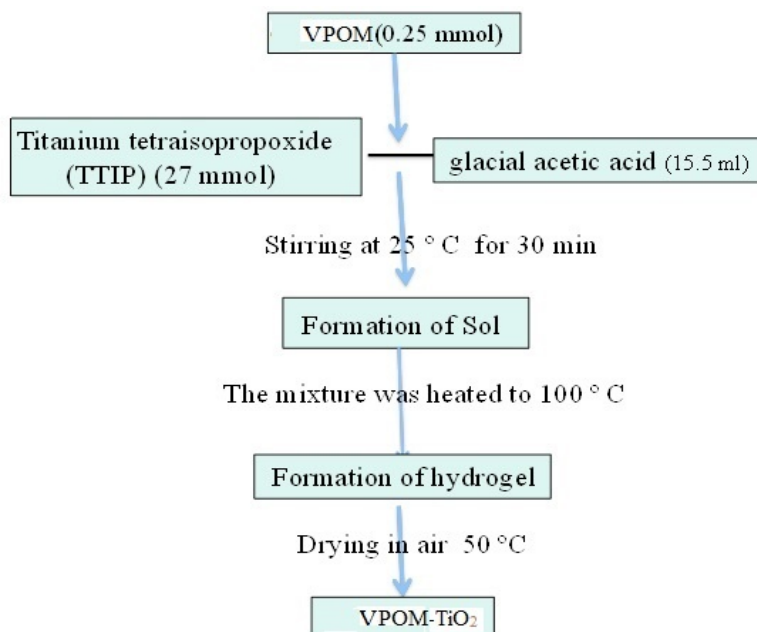 VPOM(0.25 mmol)
Titanium tetraisopropoxide
(TTIP) (27 mmol)
glacial acetic acid (15.5 ml)
Stirring at 25 ° C for 30 min
Formation of Sol
The mixture was heated to 100 ° C
Formation of hydrogel
Drying in air 50 °C
VPOM-TiO₂